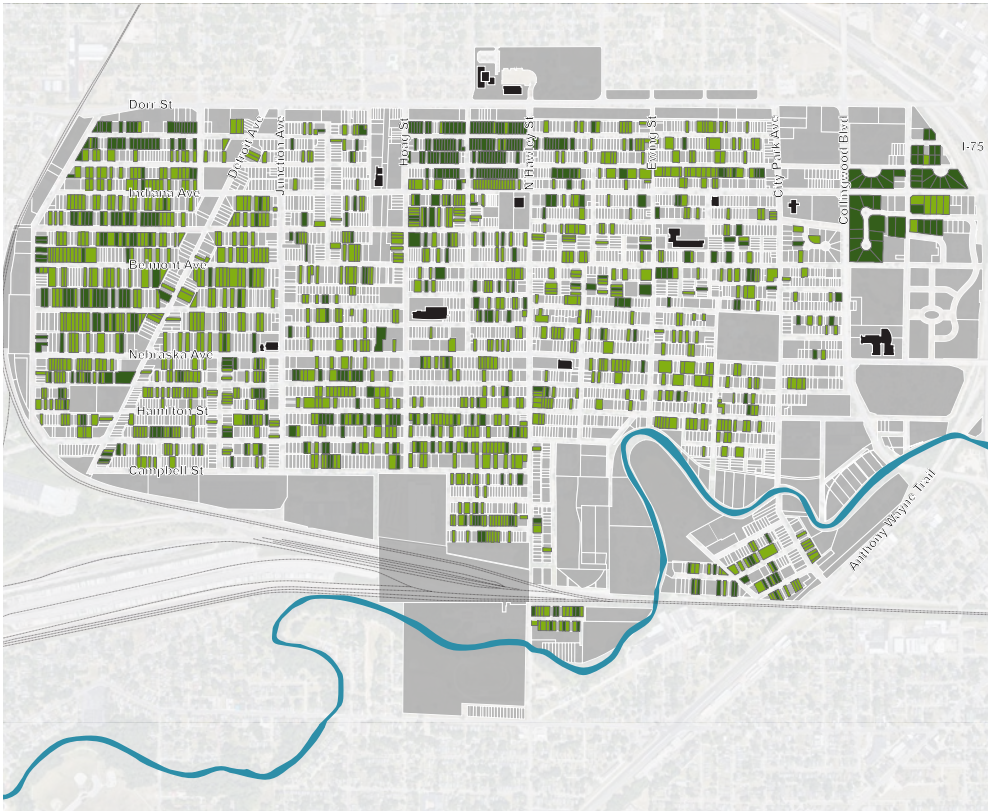 Dorr St
Detroit Ave
Junction Ave
Hoag St
N Hawley St
Ewing St
City Park Ave
Collingwood Blvd
I-75
Indiana Ave
Belmont Ave
Nebraska Ave
Hamilton St
Campbell St
Anthony Wayne Trail